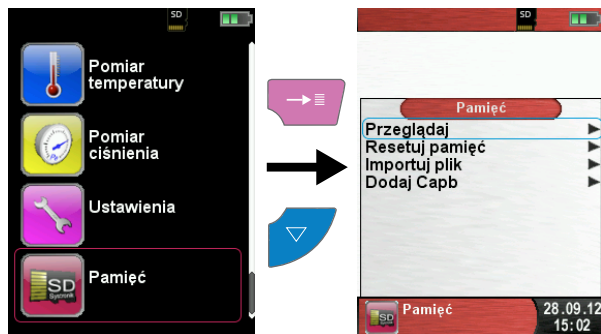 SD
Pomiar
temperatury
Pomiar
ciśnienia
Ustawienia
Pamięć
SD
SD
Pamięć
Przeglądaj
Resetuj pamięć
Importuj plik
Dodaj Capb
SD
Pamięć
28.09.12
15:02